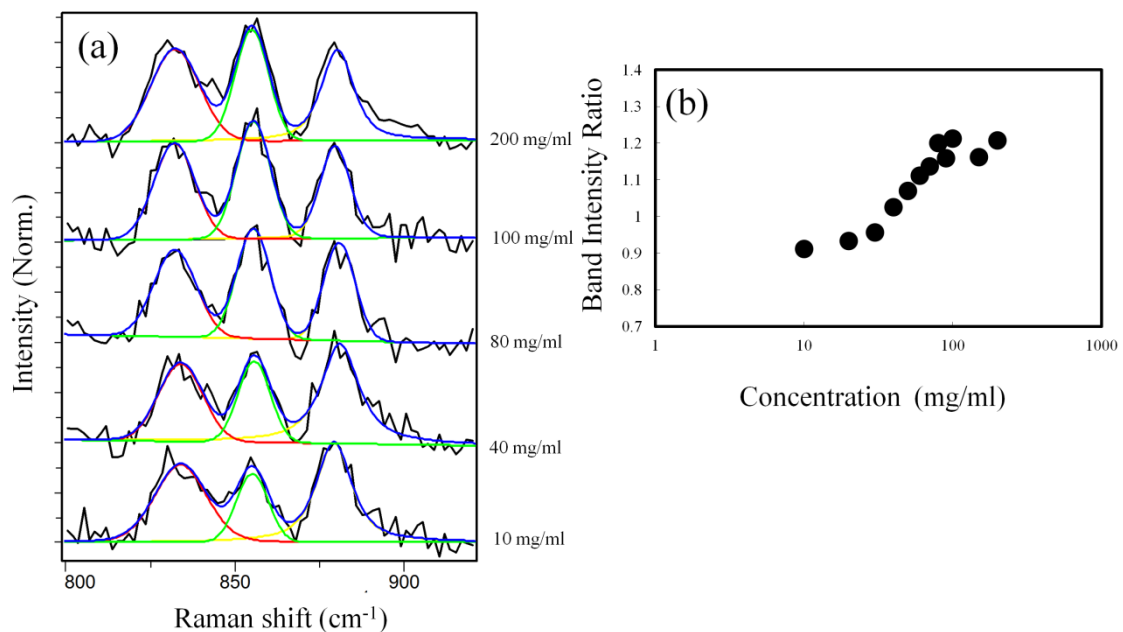 (a)
200 mg/ml
100 mg/ml
80 mg/ml
40 mg/ml
10 mg/ml
Intensity (Norm.)
800 850 900
Raman shift (cm⁻¹)
(b)
1.4
1.3
1.2
1.1
1
0.9
0.8
0.7
Band Intensity Ratio
1 10 100 1000
Concentration (mg/ml)